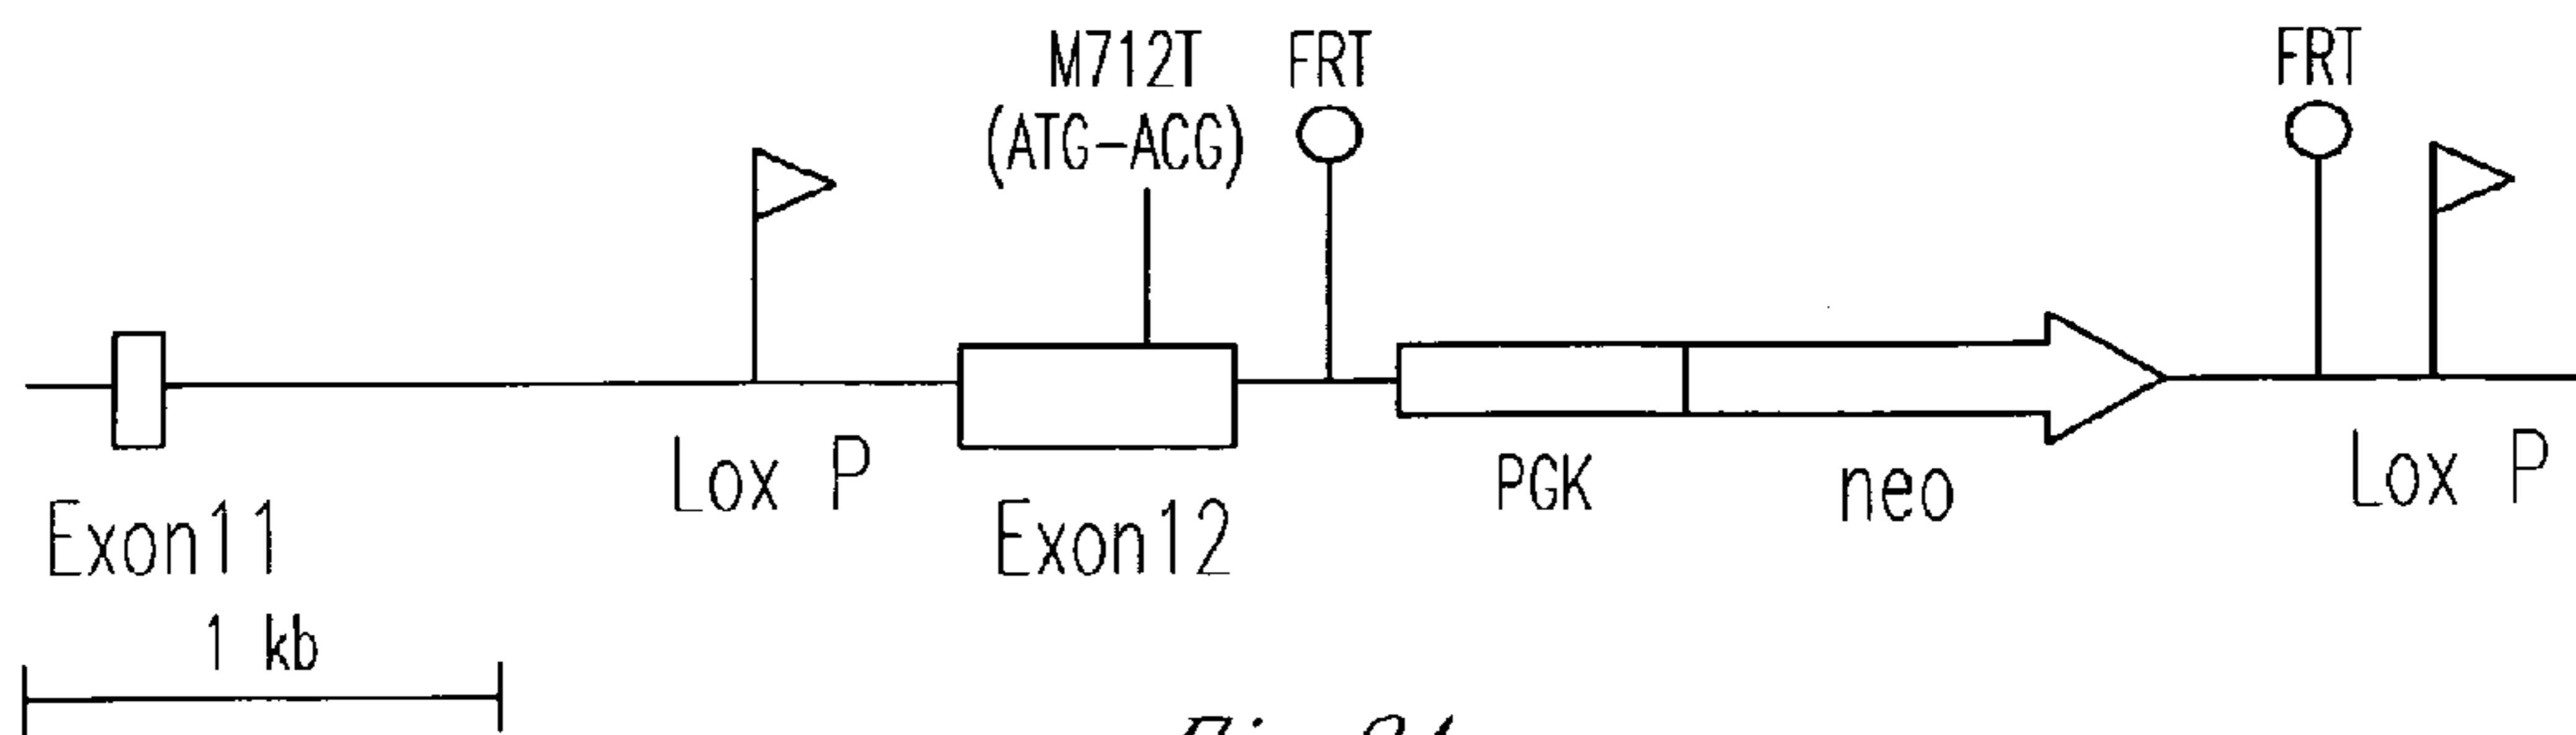 M712T
(ATG-ACG)
FRT
FRT
Lox P
Exon11
Exon12
PGK
neo
Lox P
1 kb